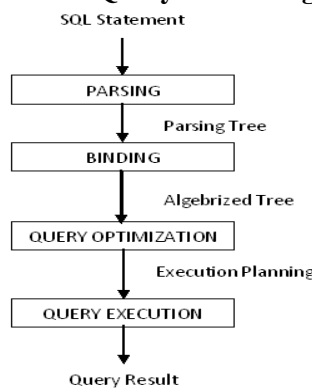 SQL Statement
PARSING
Parsing Tree
BINDING
Algebrized Tree
QUERY OPTIMIZATION
Execution Planning
QUERY EXECUTION
Query Result